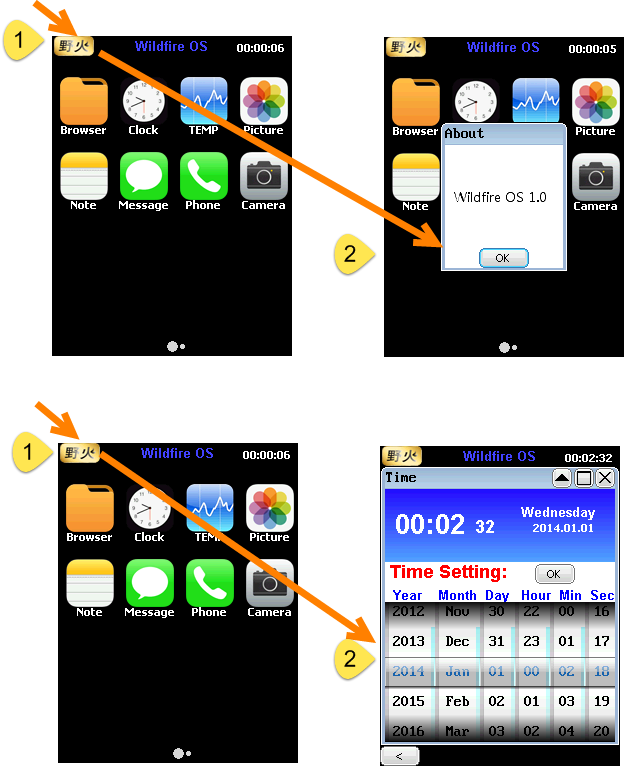 1
野火 Wildfire OS 00:00:06
Browser Clock TEMP Picture
Note Message Phone Camera
2
野火 Wildfire OS 00:00:05
Browser Picture
About
Note Camera
Wildfire OS 1.0
OK
1
野火 Wildfire OS 00:00:06
Browser Clock TEMP Picture
Note Message Phone Camera
2
野火 Wildfire OS 00:02:32
Time
00:02 32 Wednesday
2014.01.01
Time Setting: OK
Year Month Day Hour Min Sec
2012 Nov 30 22 00 16
2013 Dec 31 23 01 17
2014 Jan 01 00 02 18
2015 Feb 02 01 03 19
2016 Mar 03 02 04 20
<